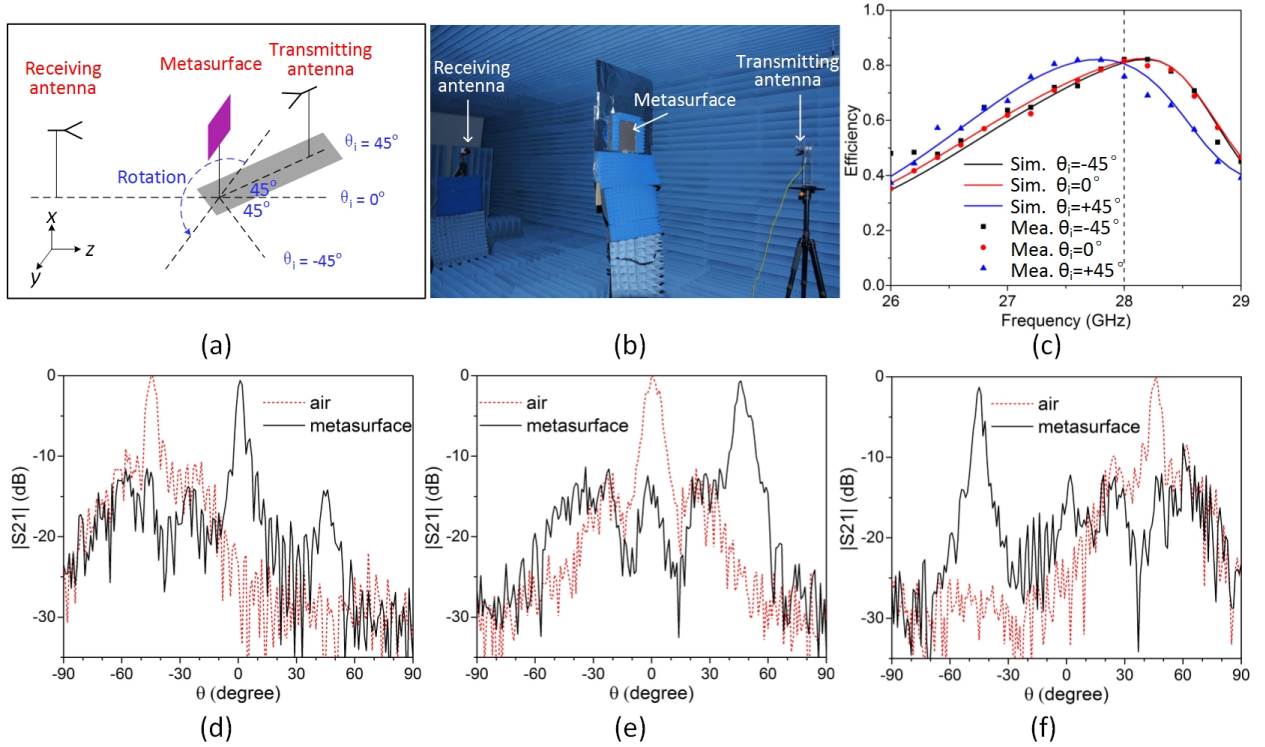 Receiving
antenna
Metasurface
Transmitting
antenna
θi = 45°
Rotation
45°
45°
θi = 0°
θi = -45°
x
y
z
(a)
Receiving
antenna
Metasurface
Transmitting
antenna
(b)
1.0
0.8
0.6
0.4
0.2
0.0
Efficiency
Sim. θi=-45°
Sim. θi=0°
Sim. θi=+45°
Mea. θi=-45°
Mea. θi=0°
Mea. θi=+45°
26 27 28 29
Frequency (GHz)
(c)
0
-10
-20
-30
|S21| (dB)
air
metasurface
-90 -60 -30 0 30 60 90
θ (degree)
(d)
0
-10
-20
-30
|S21| (dB)
air
metasurface
-90 -60 -30 0 30 60 90
θ (degree)
(e)
0
-10
-20
-30
|S21| (dB)
air
metasurface
-90 -60 -30 0 30 60 90
θ (degree)
(f)